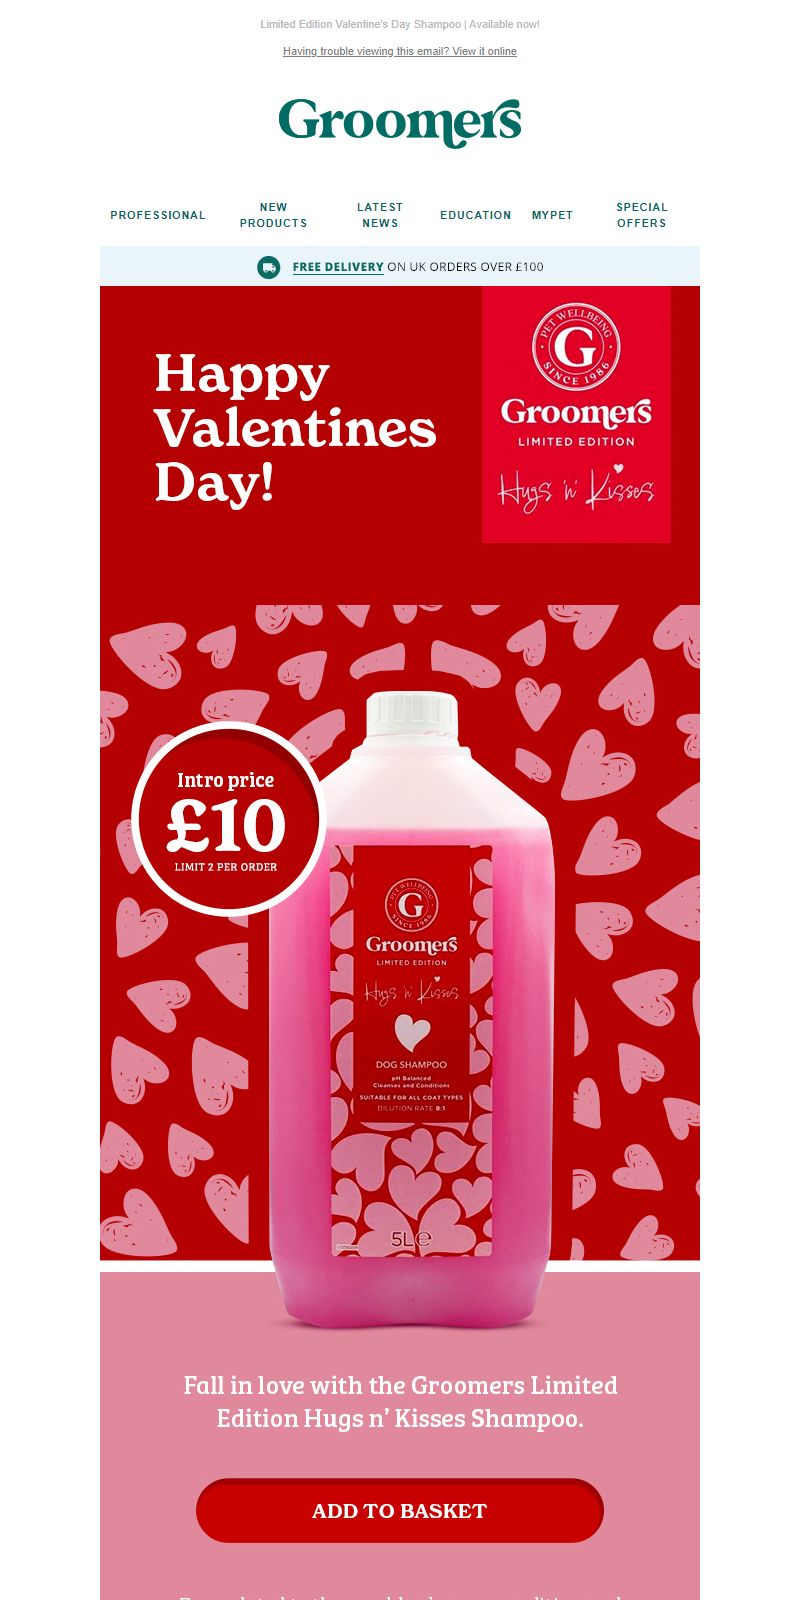 Limited Edition Valentine's Day Shampoo | Available now!
Having trouble viewing this email? View it online
Groomers
PROFESSIONAL
NEW
PRODUCTS
LATEST
NEWS
EDUCATION
MYPET
SPECIAL
OFFERS
FREE DELIVERY ON UK ORDERS OVER £100
Happy
Valentines
Day!
PET WELLBEING
G
SINCE 1986
Groomers
LIMITED EDITION
Hugs 'n' Kisses
Intro price
£10
LIMIT 2 PER ORDER
PET WELLBEING
G
SINCE 1986
Groomers
LIMITED EDITION
Hugs 'n' Kisses
DOG SHAMPOO
pH Balanced
Cleanses and Conditions
SUITABLE FOR ALL COAT TYPES
DILUTION RATE 8:1
5L℮
Fall in love with the Groomers Limited
Edition Hugs n’ Kisses Shampoo.
ADD TO BASKET